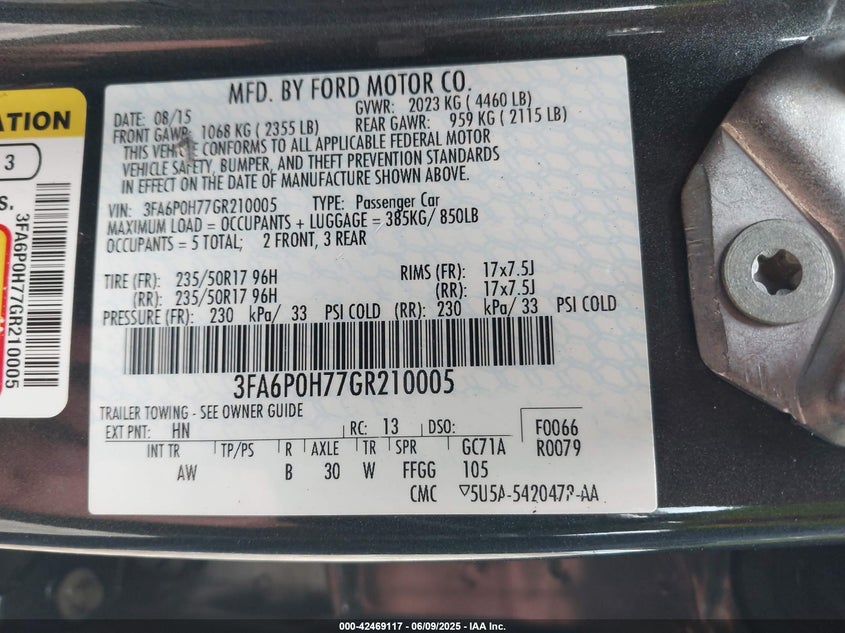 MFD. BY FORD MOTOR CO.
DATE: 08/15 GVWR: 2023 KG ( 4460 LB)
FRONT GAWR: 1068 KG ( 2355 LB) REAR GAWR: 959 KG ( 2115 LB)
THIS VEHICLE CONFORMS TO ALL APPLICABLE FEDERAL MOTOR
VEHICLE SAFETY, BUMPER, AND THEFT PREVENTION STANDARDS
IN EFFECT ON THE DATE OF MANUFACTURE SHOWN ABOVE.
VIN: 3FA6P0H77GR210005 TYPE: Passenger Car
MAXIMUM LOAD = OCCUPANTS + LUGGAGE = 385KG/ 850LB
OCCUPANTS = 5 TOTAL; 2 FRONT, 3 REAR
TIRE (FR): 235/50R17 96H RIMS (FR): 17x7.5J
(RR): 235/50R17 96H (RR): 17x7.5J
PRESSURE (FR): 230 kPa/ 33 PSI COLD (RR): 230 kPa/ 33 PSI COLD
3FA6P0H77GR210005
TRAILER TOWING - SEE OWNER GUIDE
EXT PNT: HN RC: 13 DSO: F0066
INT TR TP/PS R AXLE TR SPR GC71A R0079
AW B 30 W FFGG 105
CMC
ATION
3
S.
3FA6P0H77GR210005
000-42469117 - 06/09/2025 - IAA Inc.